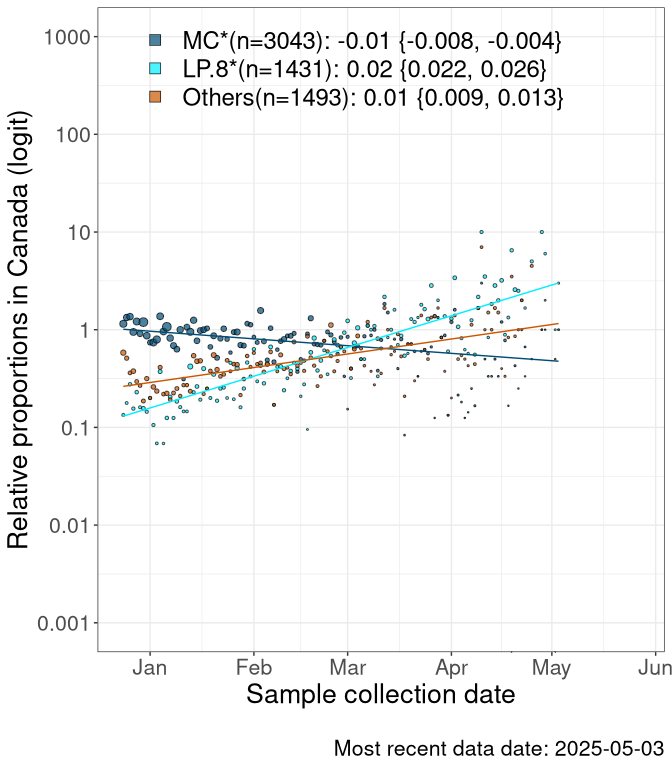 1000
MC*(n=3043): -0.01 {-0.008, -0.004}
LP.8*(n=1431): 0.02 {0.022, 0.026}
Others(n=1493): 0.01 {0.009, 0.013}
100
10
1
0.1
0.01
0.001
Relative proportions in Canada (logit)
Jan Feb Mar Apr May Jun
Sample collection date
Most recent data date: 2025-05-03